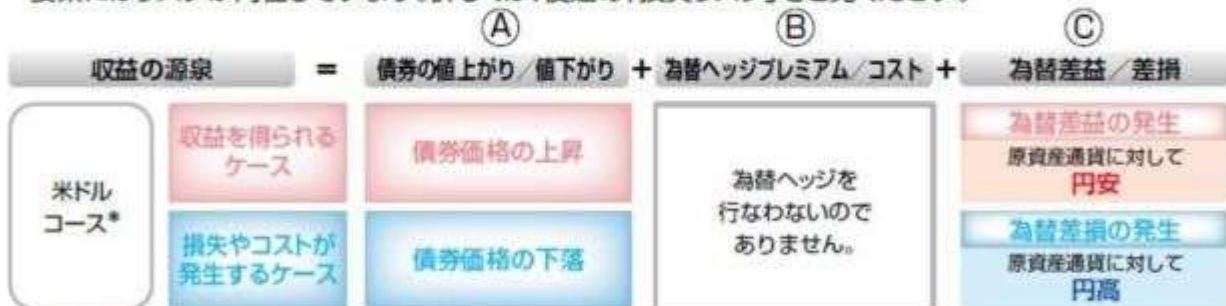 Ⓐ Ⓑ Ⓒ
収益の源泉 = 債券の値上がり/値下がり + 為替ヘッジプレミアム/コスト + 為替差益/差損
米ドル
コース*
収益を得られる
ケース
債券価格の上昇
損失やコストが
発生するケース
債券価格の下落
為替ヘッジを
行なわないので
ありません。
為替差益の発生
原資産通貨に対して
円安
為替差損の発生
原資産通貨に対して
円高